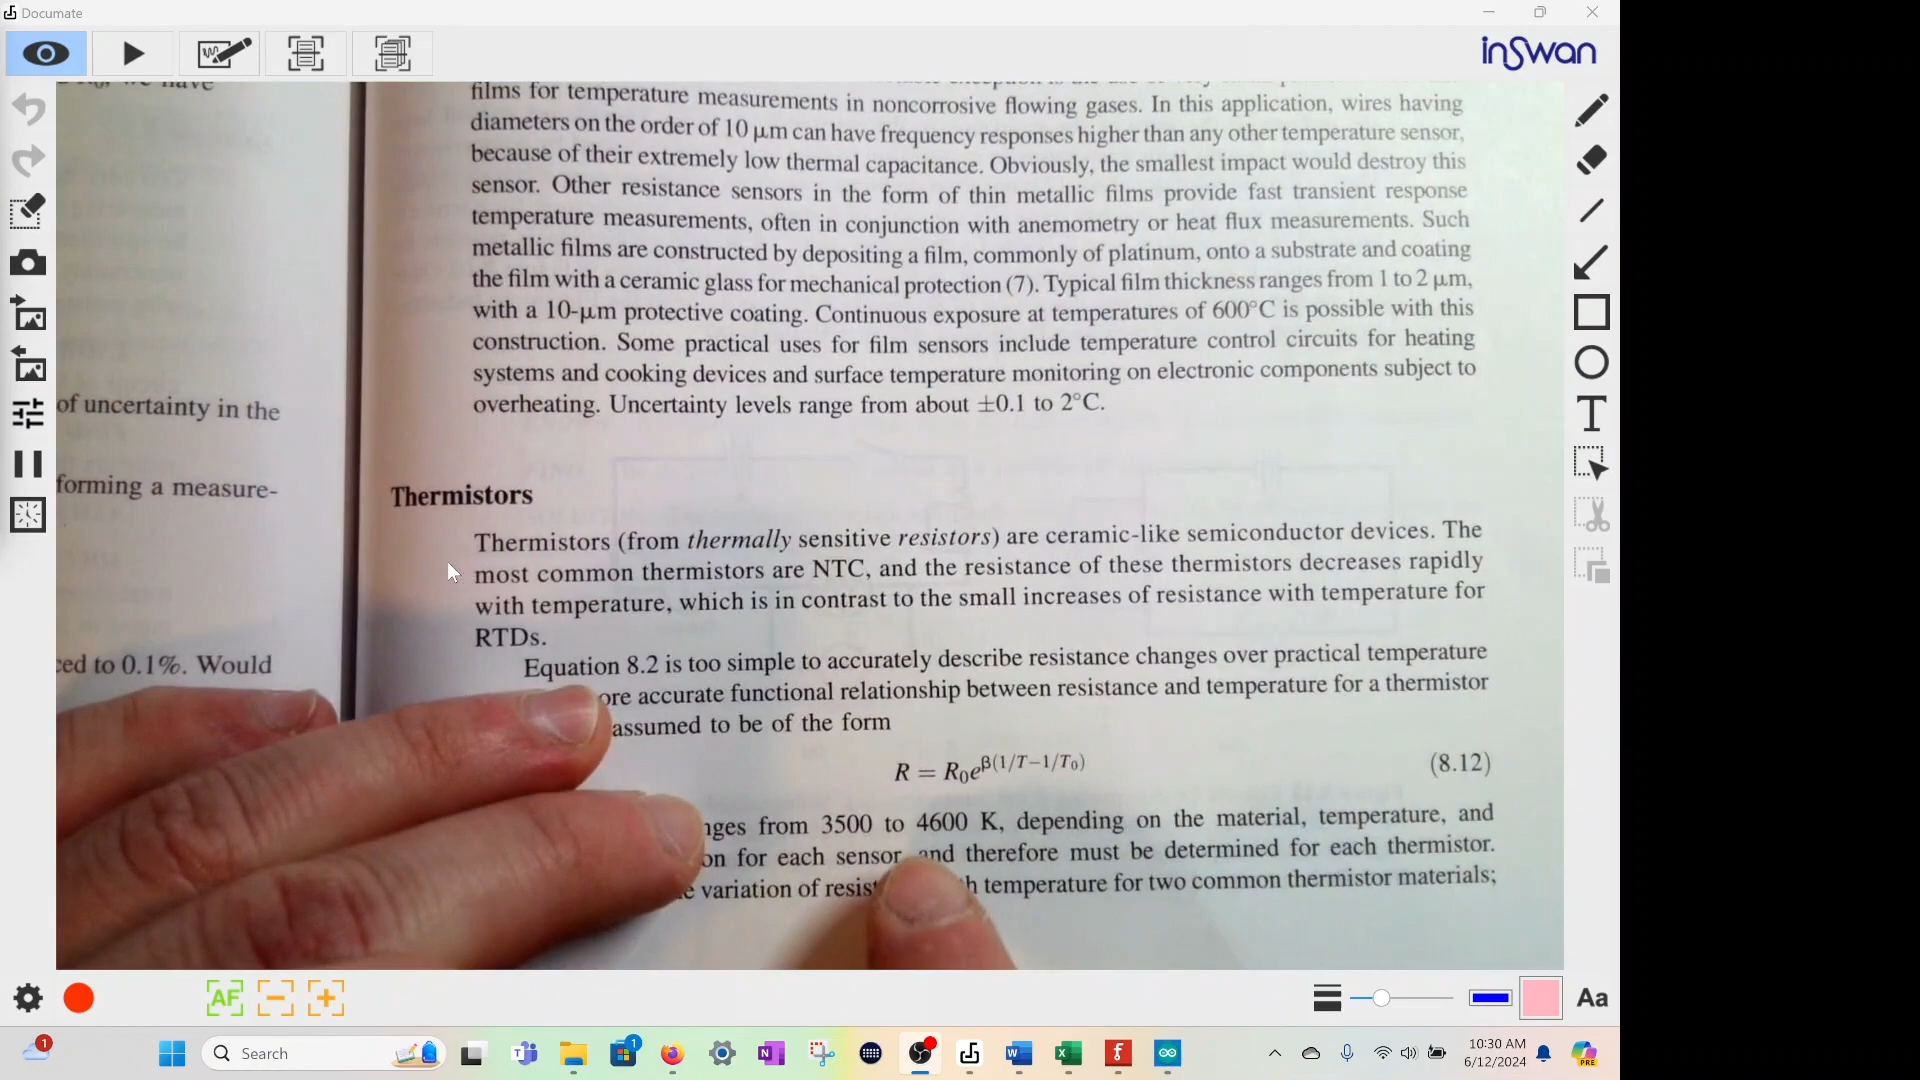 Documate
inSwan
have
films for temperature measurements in noncorrosive flowing gases. In this application, wires having
diameters on the order of 10 μm can have frequency responses higher than any other temperature sensor,
because of their extremely low thermal capacitance. Obviously, the smallest impact would destroy this
sensor. Other resistance sensors in the form of thin metallic films provide fast transient response
temperature measurements, often in conjunction with anemometry or heat flux measurements. Such
metallic films are constructed by depositing a film, commonly of platinum, onto a substrate and coating
the film with a ceramic glass for mechanical protection (7). Typical film thickness ranges from 1 to 2 μm,
with a 10-μm protective coating. Continuous exposure at temperatures of 600°C is possible with this
construction. Some practical uses for film sensors include temperature control circuits for heating
systems and cooking devices and surface temperature monitoring on electronic components subject to
overheating. Uncertainty levels range from about ±0.1 to 2°C.
of uncertainty in the
forming a measure-
ced to 0.1%. Would
Thermistors
Thermistors (from thermally sensitive resistors) are ceramic-like semiconductor devices. The
most common thermistors are NTC, and the resistance of these thermistors decreases rapidly
with temperature, which is in contrast to the small increases of resistance with temperature for
RTDs.
Equation 8.2 is too simple to accurately describe resistance changes over practical temperature
ore accurate functional relationship between resistance and temperature for a thermistor
assumed to be of the form
R = R₀e^β(1/T−1/T₀) (8.12)
nges from 3500 to 4600 K, depending on the material, temperature, and
on for each sensor, and therefore must be determined for each thermistor.
e variation of resis h temperature for two common thermistor materials;
T
AF
Aa
1
Search
1
10:30 AM
6/12/2024
PRE